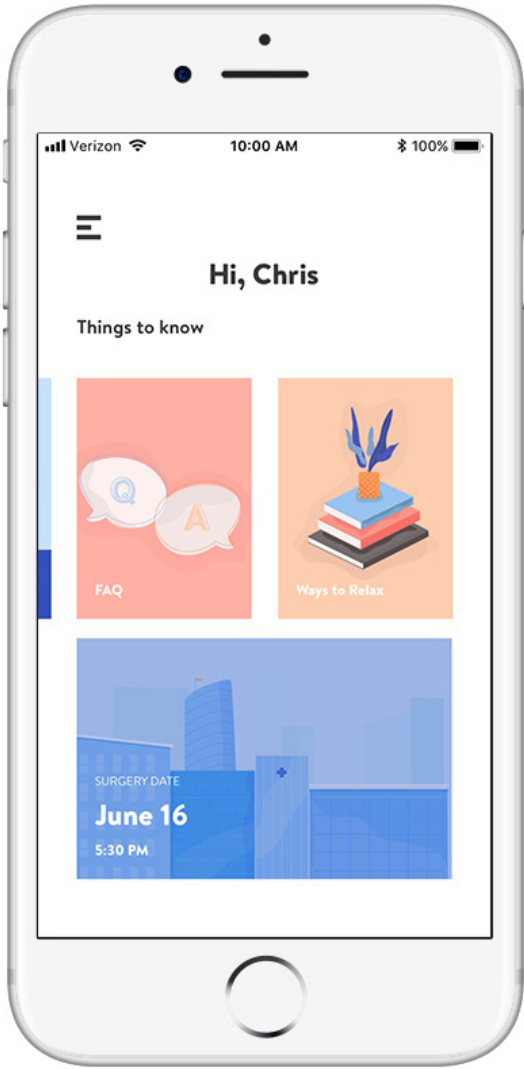 Verizon 10:00 AM 100%
Hi, Chris
Things to know
Q
A
FAQ
Ways to Relax
SURGERY DATE
June 16
5:30 PM